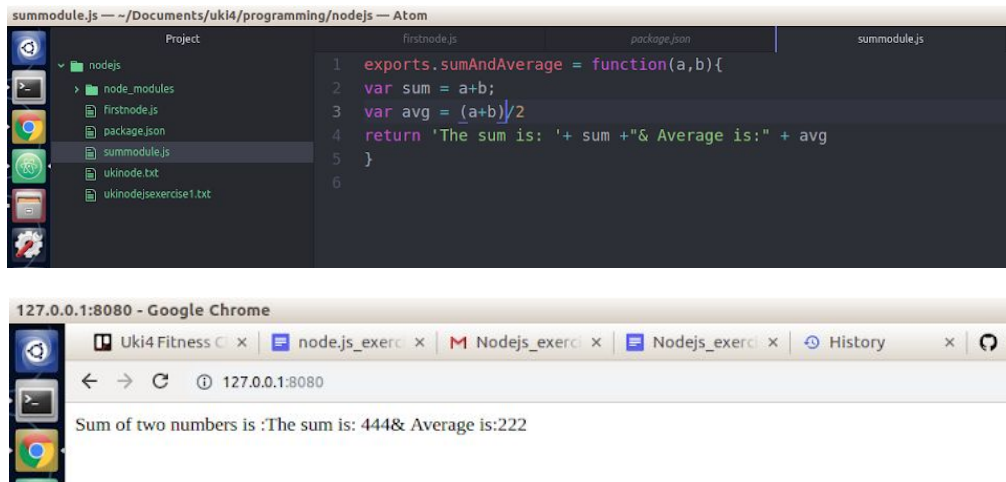 summodule.js — ~/Documents/uki4/programming/nodejs — Atom
Project firstnode.js package.json summodule.js
nodejs
node_modules
firstnode.js
package.json
summodule.js
ukinode.txt
ukinodejsexercise1.txt
1 exports.sumAndAverage = function(a,b){
2 var sum = a+b;
3 var avg = (a+b)/2
4 return 'The sum is: '+ sum +"& Average is:" + avg
5 }
6
127.0.0.1:8080 - Google Chrome
Uki4 Fitness C × node.js_exerc × Nodejs_exerci × Nodejs_exerci × History ×
127.0.0.1:8080
Sum of two numbers is :The sum is: 444& Average is:222